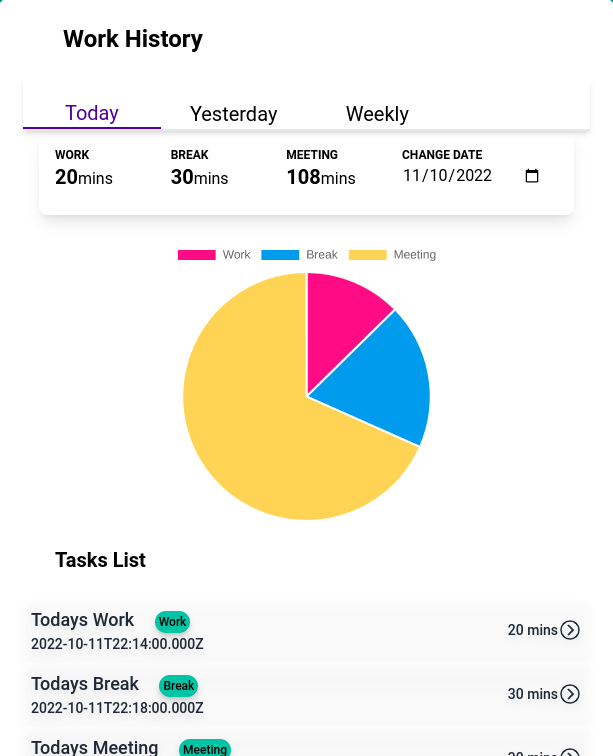 Work History
Today Yesterday Weekly
WORK BREAK MEETING CHANGE DATE
20mins 30mins 108mins 11/10/2022
Work Break Meeting
Tasks List
Todays Work Work
2022-10-11T22:14:00.000Z
20 mins
Todays Break Break
2022-10-11T22:18:00.000Z
30 mins
Todays Meeting Meeting